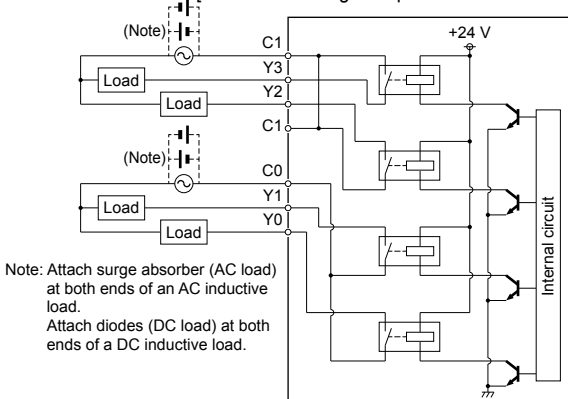 (Note)
+24 V
C1
Y3
Load
Y2
Load
C1
(Note)
C0
Y1
Load
Y0
Load
Internal circuit
Note: Attach surge absorber (AC load)
at both ends of an AC inductive
load.
Attach diodes (DC load) at both
ends of a DC inductive load.